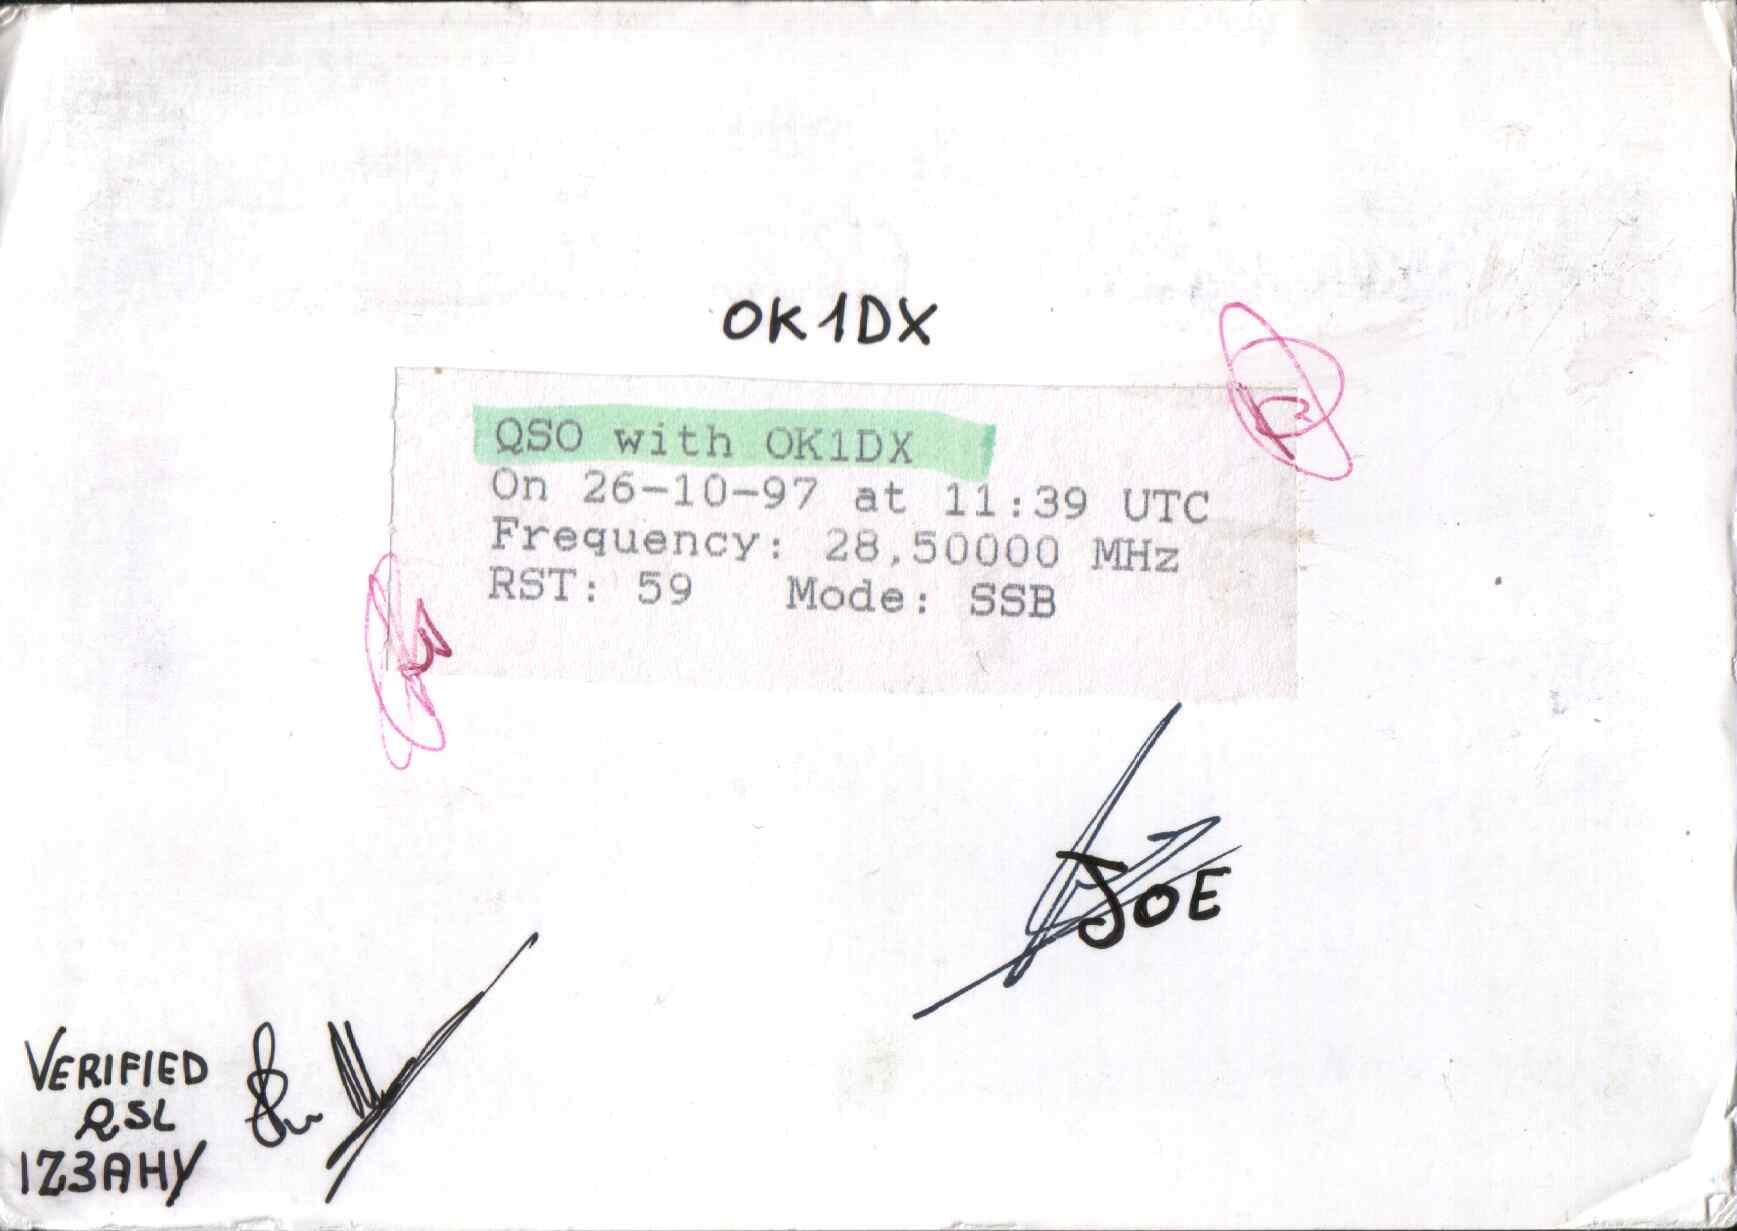 OK1DX
QSO with OK1DX
On 26-10-97 at 11:39 UTC
Frequency: 28,50000 MHz
RST: 59 Mode: SSB
JOE
VERIFIED
QSL
IZ3AHY